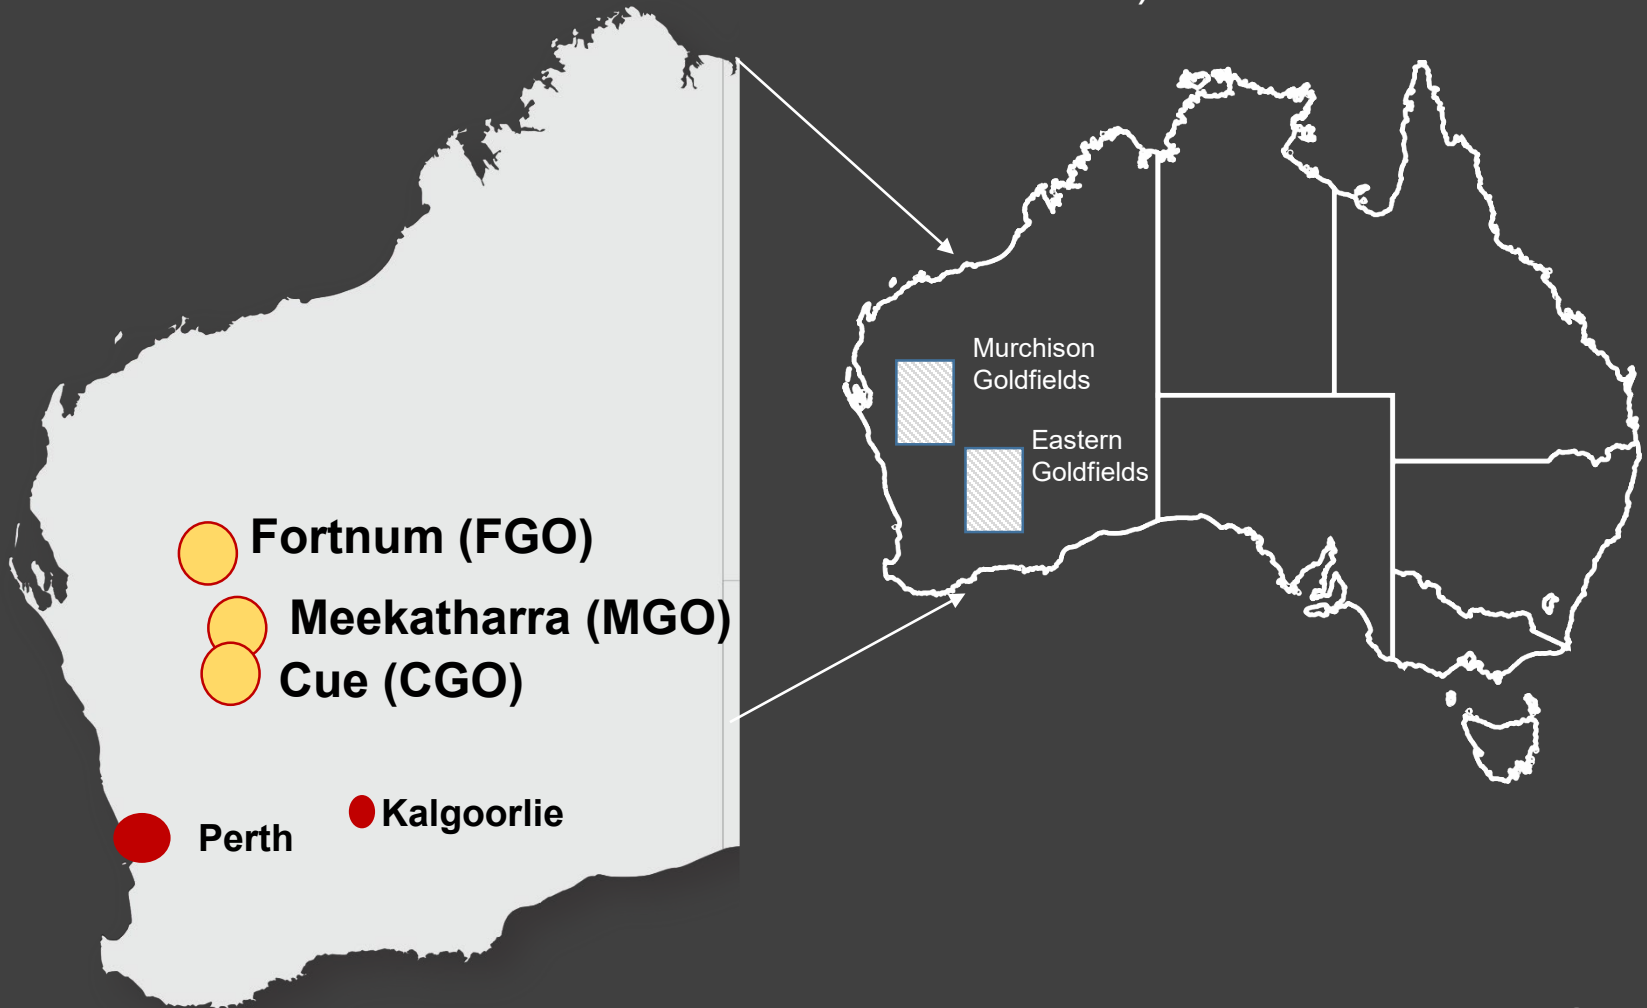 Fortnum (FGO)
Meekatharra (MGO)
Cue (CGO)
Kalgoorlie
Perth
Murchison
Goldfields
Eastern
Goldfields